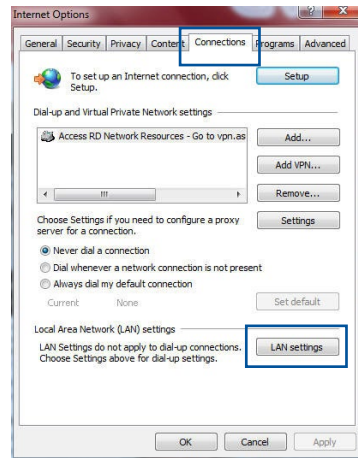 Internet Options
General Security Privacy Content Connections Programs Advanced
To set up an Internet connection, click
Setup.
Setup
Dial-up and Virtual Private Network settings
Access RD Network Resources - Go to vpn.as
Add...
Add VPN...
Remove...
Choose Settings if you need to configure a proxy
server for a connection.
Settings
Never dial a connection
Dial whenever a network connection is not present
Always dial my default connection
Current None
Set default
Local Area Network (LAN) settings
LAN Settings do not apply to dial-up connections.
Choose Settings above for dial-up settings.
LAN settings
OK Cancel Apply